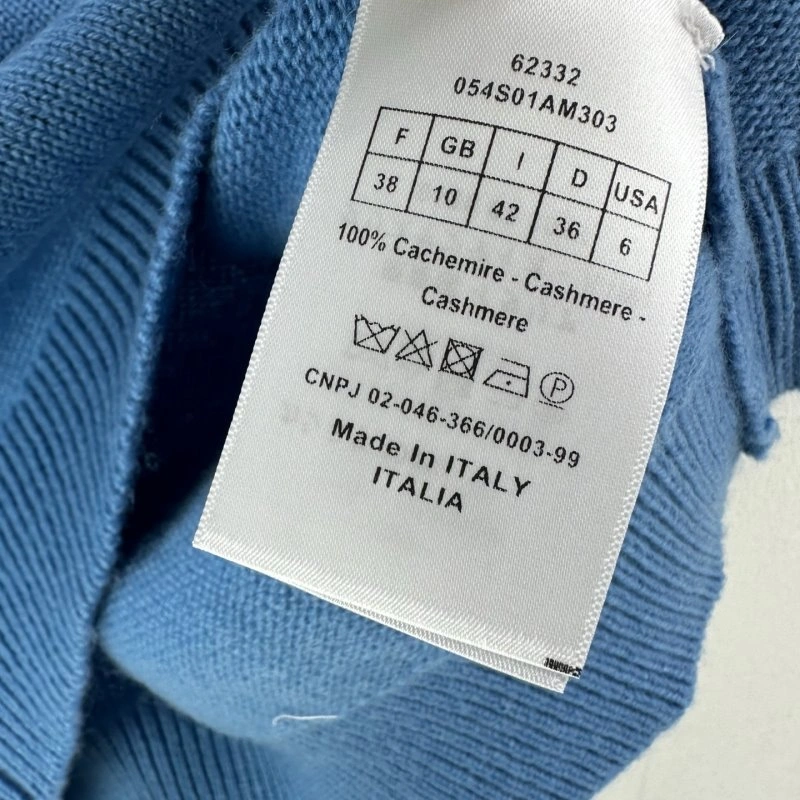 62332
054S01AM303
F GB I D USA
38 10 42 36 6
100% Cachemire - Cashmere -
Cashmere
P
CNPJ 02-046-366/0003-99
Made In ITALY
ITALIA